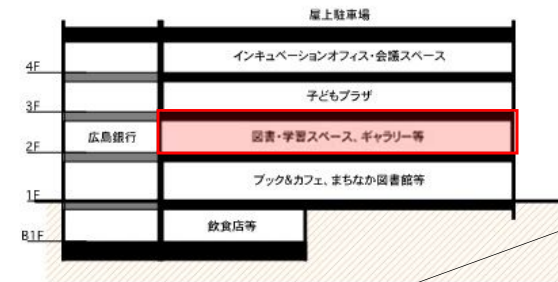 屋上駐車場
インキュベーションオフィス・会議スペース
4F
子どもプラザ
3F
広島銀行
図書・学習スペース、ギャラリー等
2F
ブック&カフェ、まちなか図書館等
1F
飲食店等
B1F